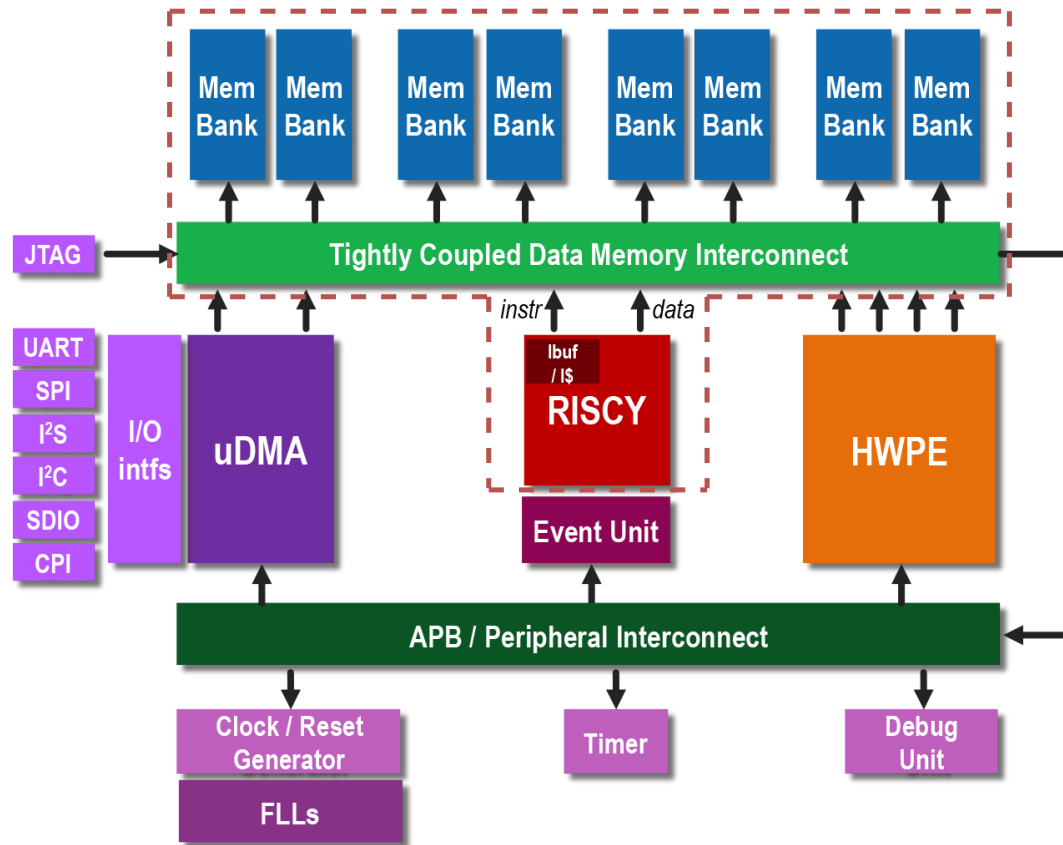 Mem
Bank
Mem
Bank
Mem
Bank
Mem
Bank
Mem
Bank
Mem
Bank
Mem
Bank
Mem
Bank
JTAG
Tightly Coupled Data Memory Interconnect
instr
data
UART
SPI
I²S
I²C
SDIO
CPI
I/O
intfs
uDMA
Ibuf
/ I$
RISCY
Event Unit
HWPE
APB / Peripheral Interconnect
Clock / Reset
Generator
FLLs
Timer
Debug
Unit